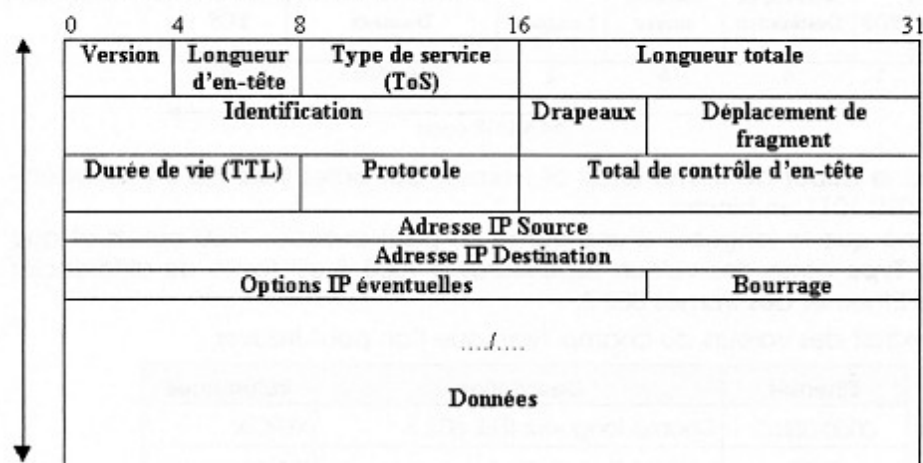 0 4 8 16 31
Version Longueur Type de service Longueur totale
d'en-tête (ToS)
Identification Drapeaux Déplacement de
fragment
Durée de vie (TTL) Protocole Total de contrôle d'en-tête
Adresse IP Source
Adresse IP Destination
Options IP éventuelles Bourrage
..../....
Données